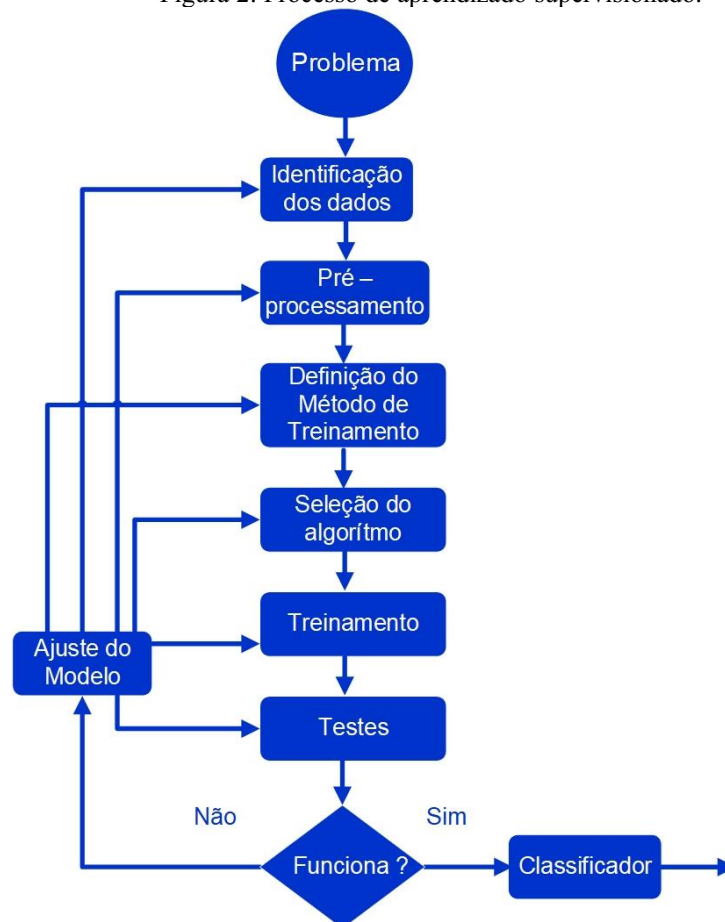 Figura 2. Processo de aprendizado supervisionado.
Problema
Identificação
dos dados
Pré –
processamento
Definição do
Método de
Treinamento
Seleção do
algorítmo
Treinamento
Ajuste do
Modelo
Testes
Não
Sim
Funciona ?
Classificador